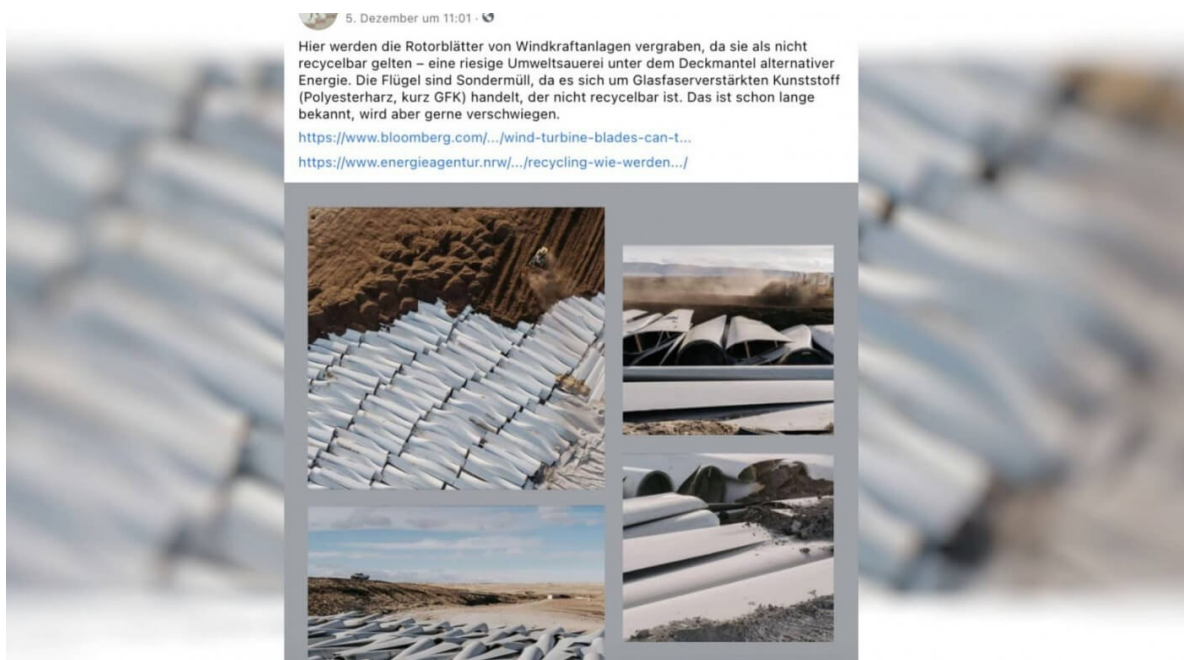 5. Dezember um 11:01 ·
Hier werden die Rotorblätter von Windkraftanlagen vergraben, da sie als nicht
recycelbar gelten – eine riesige Umweltsauerei unter dem Deckmantel alternativer
Energie. Die Flügel sind Sondermüll, da es sich um Glasfaserverstärkten Kunststoff
(Polyesterharz, kurz GFK) handelt, der nicht recycelbar ist. Das ist schon lange
bekannt, wird aber gerne verschwiegen.
https://www.bloomberg.com/.../wind-turbine-blades-can-t...
https://www.energieagentur.nrw/.../recycling-wie-werden.../